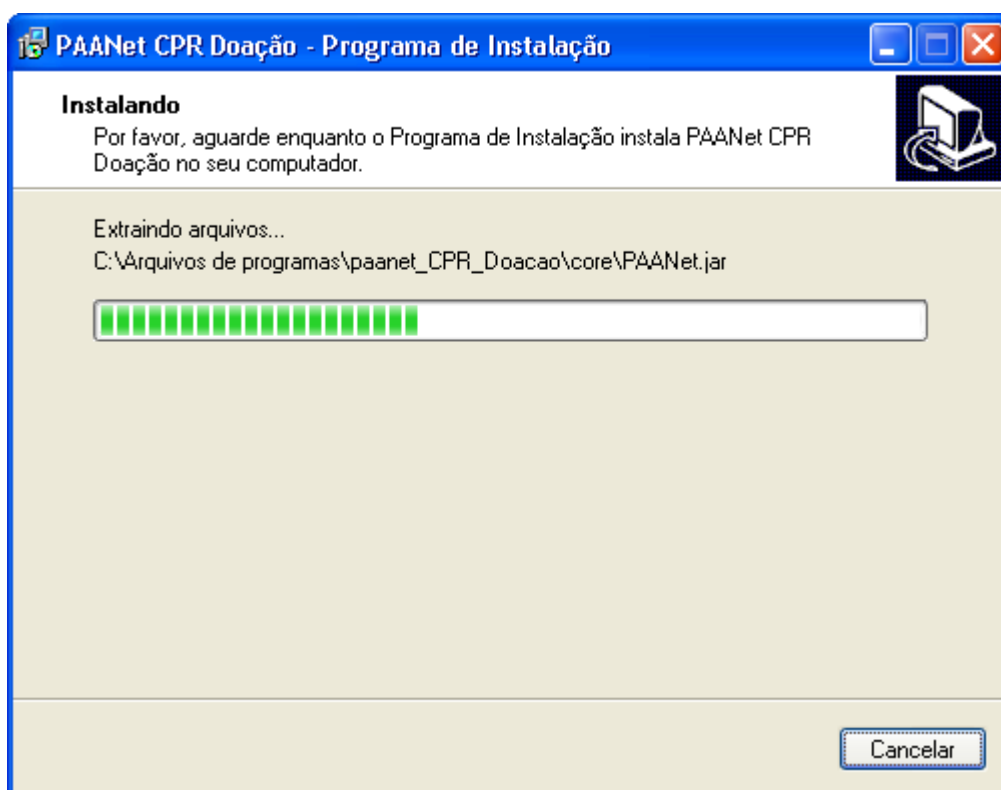 PAANet CPR Doação - Programa de Instalação
Instalando
Por favor, aguarde enquanto o Programa de Instalação instala PAANet CPR
Doação no seu computador.
Extraindo arquivos...
C:\Arquivos de programas\paanet_CPR_Doacao\core\PAANet.jar
Cancelar